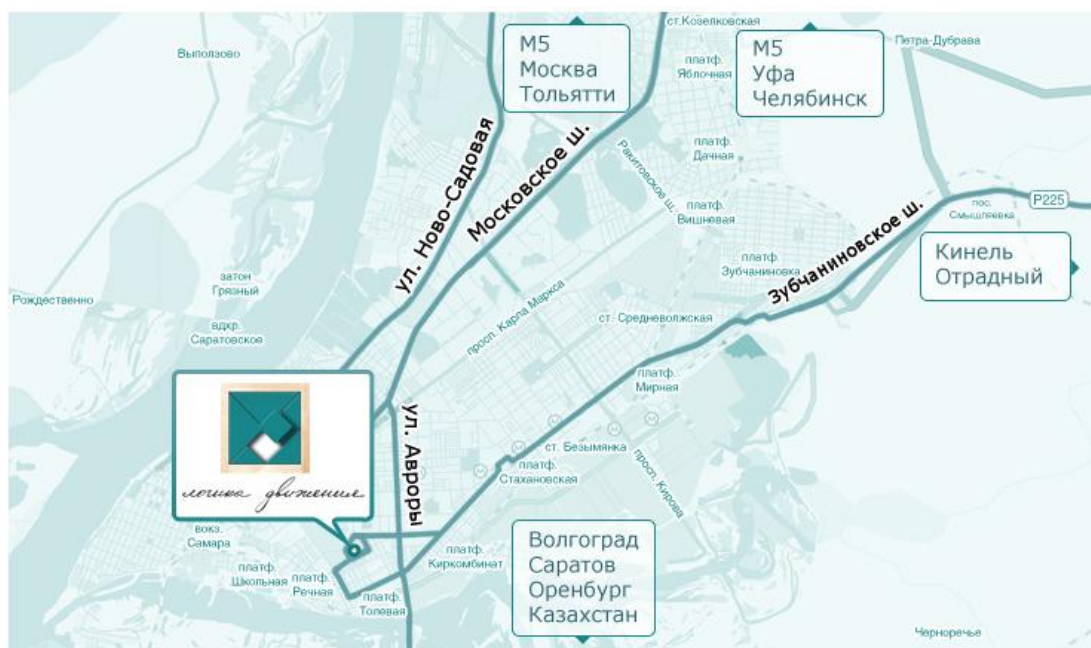 ст.Козелковская
М5
Москва
Тольятти
М5
Уфа
Челябинск
Петра-Дубрава
Выползово
платф.
Яблочная
ул. Ново-Садовая
Московское ш.
Ракитовское ш.
платф.
Дачная
платф.
Вишневая
пос.
Смышляевка
Р225
Зубчаниновское ш.
платф.
Зубчаниновка
Кинель
Отрадный
затон
Грязный
Рождественно
вдхр.
Саратовское
просп. Карла Маркса
ст. Средневолжская
платф.
Мирная
логика движения
ул. Авроры
ст. Безымянка
платф.
Стахановская
просп. Кирова
вокз.
Самара
платф.
Школьная
платф.
Речная
платф.
Толевая
платф.
Киркомбинат
Волгоград
Саратов
Оренбург
Казахстан
Черноречье